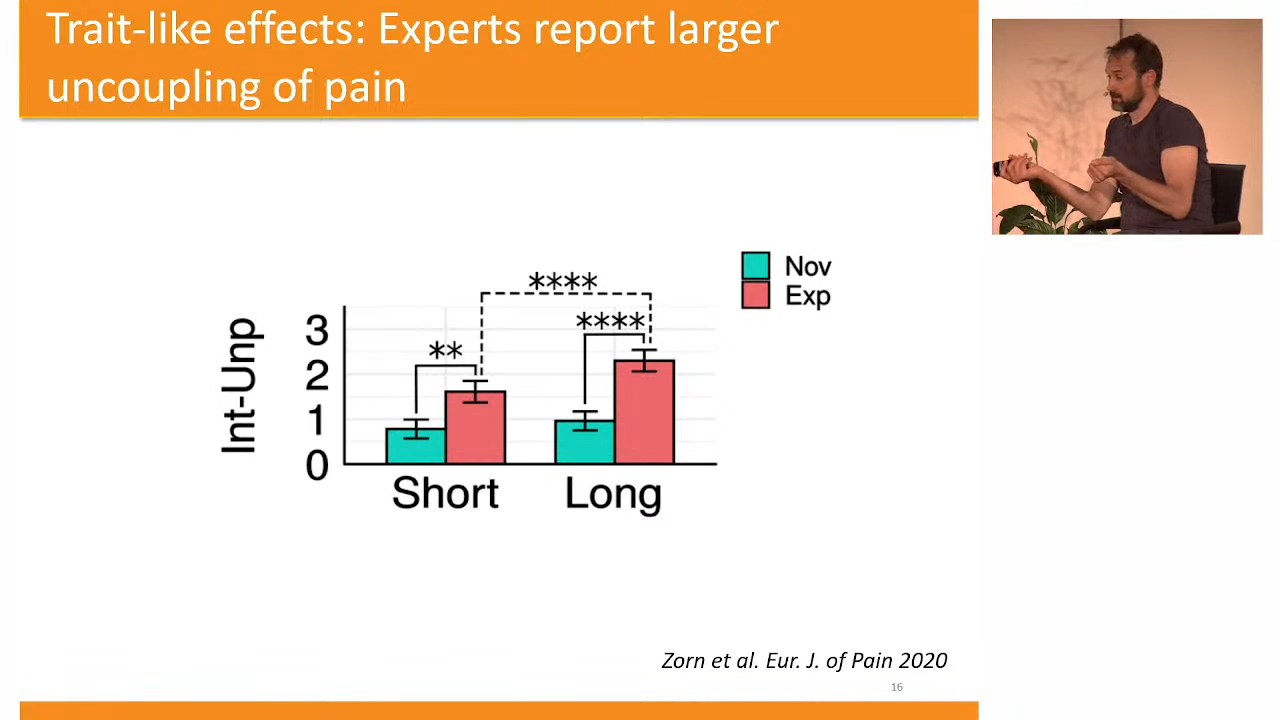 Trait-like effects: Experts report larger
uncoupling of pain
Nov
Exp
****
****
**
Int-Unp
3
2
1
0
Short Long
Zorn et al. Eur. J. of Pain 2020
16